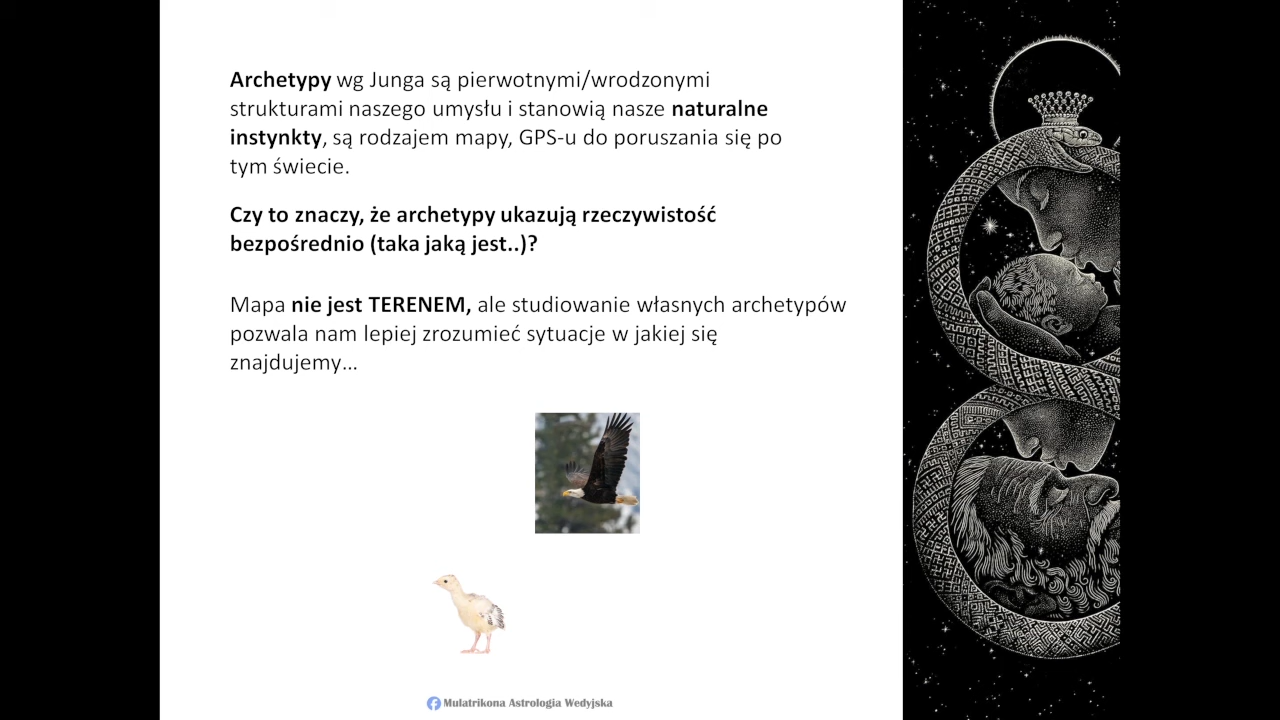 Archetypy wg Junga są pierwotnymi/wrodzonymi
strukturami naszego umysłu i stanowią nasze naturalne
instynkty, są rodzajem mapy, GPS-u do poruszania się po
tym świecie.
Czy to znaczy, że archetypy ukazują rzeczywistość
bezpośrednio (taka jaką jest..)?
Mapa nie jest TERENEM, ale studiowanie własnych archetypów
pozwala nam lepiej zrozumieć sytuacje w jakiej się
znajdujemy…
Mulatrikona Astrologia Wedyjska